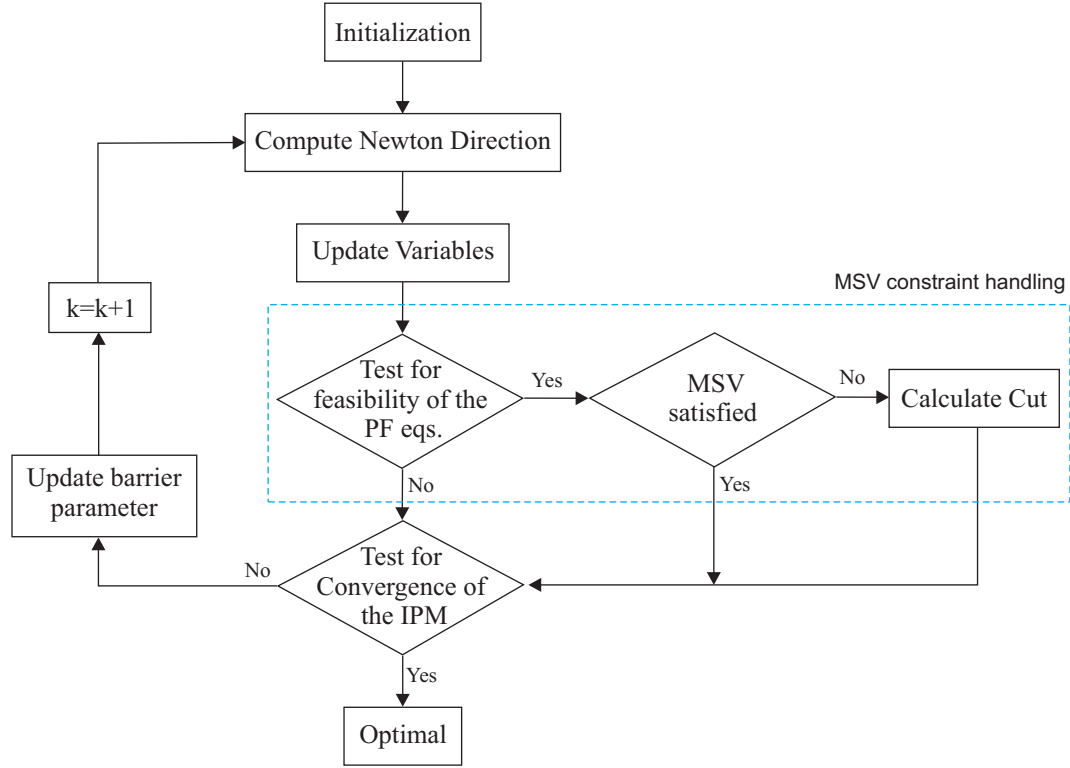 Initialization
Compute Newton Direction
Update Variables
k=k+1
MSV constraint handling
Test for
feasibility of the
PF eqs.
Yes
MSV
satisfied
No
Calculate Cut
Update barrier
parameter
No
Yes
Test for
Convergence of
the IPM
No
Yes
Optimal